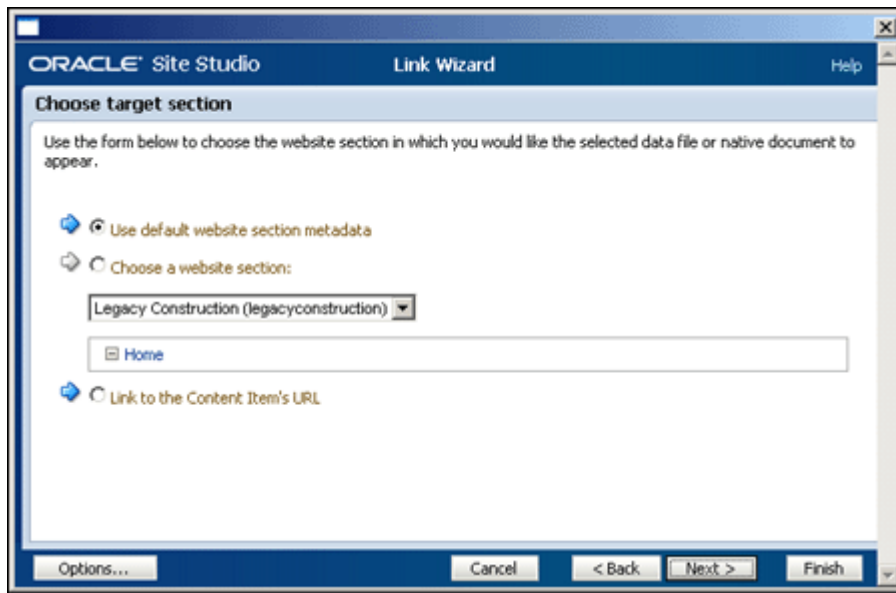 ORACLE® Site Studio Link Wizard Help
Choose target section
Use the form below to choose the website section in which you would like the selected data file or native document to
appear.
Use default website section metadata
Choose a website section:
Legacy Construction (legacyconstruction)
Home
Link to the Content Item's URL
Options... Cancel < Back Next > Finish